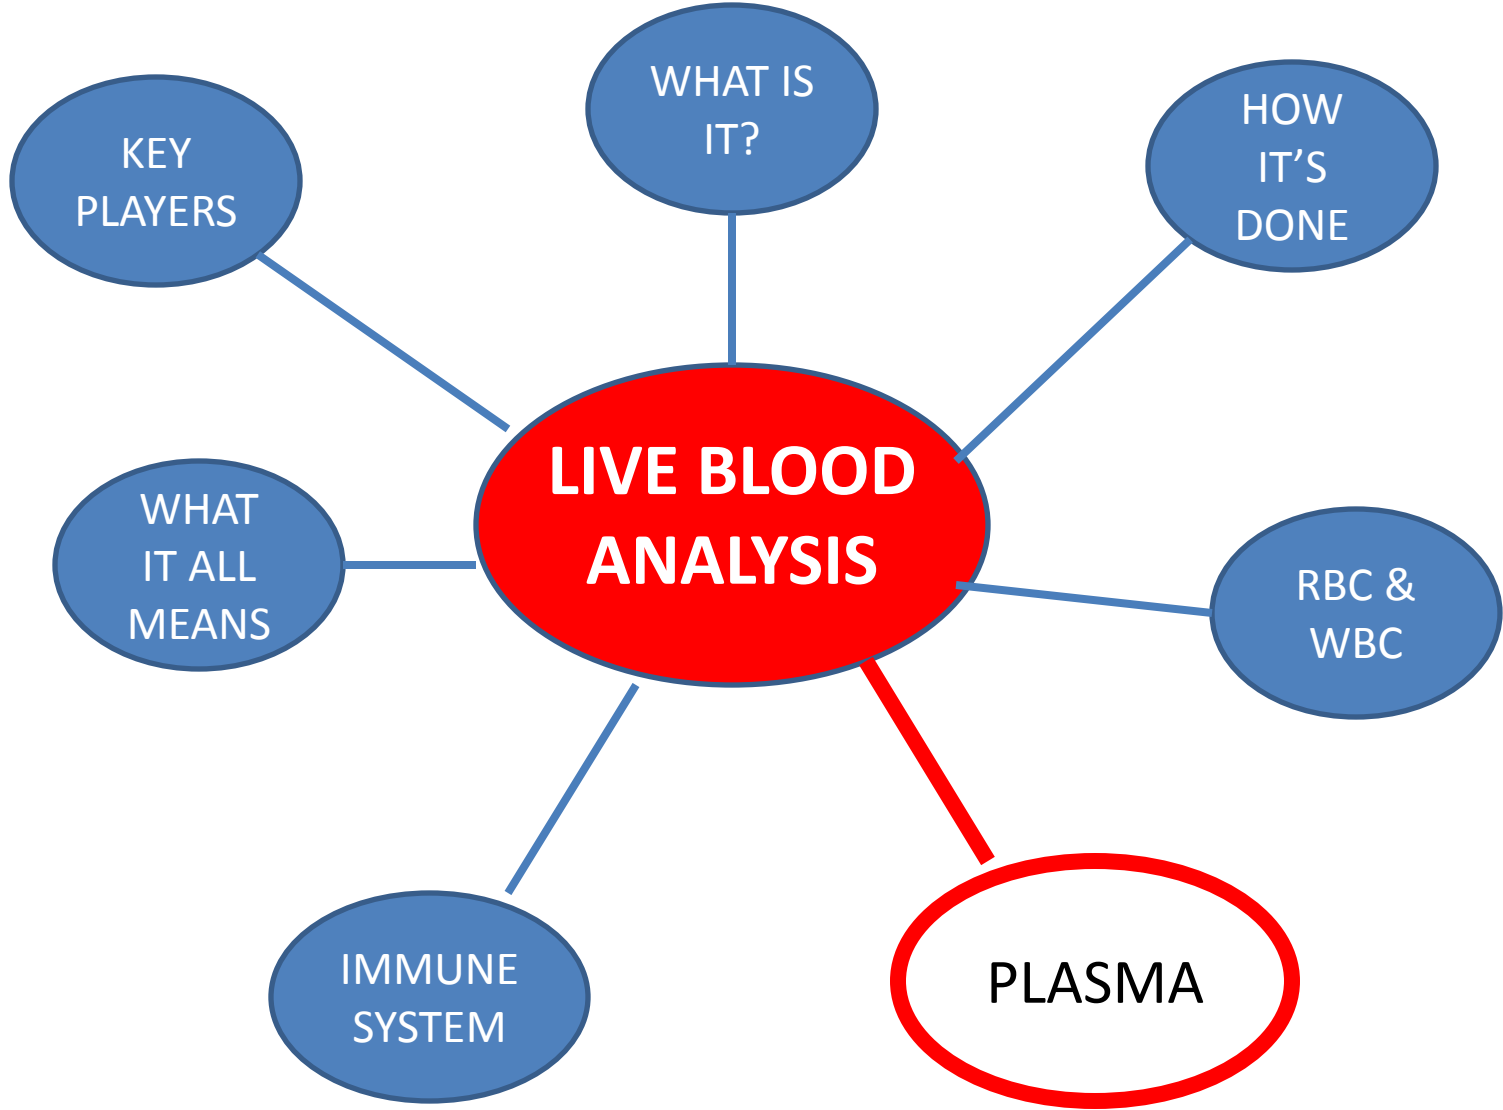 WHAT IS
IT?
HOW
IT’S
DONE
KEY
PLAYERS
LIVE BLOOD
ANALYSIS
WHAT
IT ALL
MEANS
RBC &
WBC
IMMUNE
SYSTEM
PLASMA